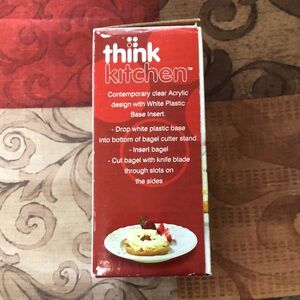 think
kitchen™
Contemporary clear Acrylic
design with White Plastic
Base Insert.
- Drop white plastic base
into bottom of bagel cutter stand.
- Insert bagel
- Cut bagel with knife blade
through slots on
the sides